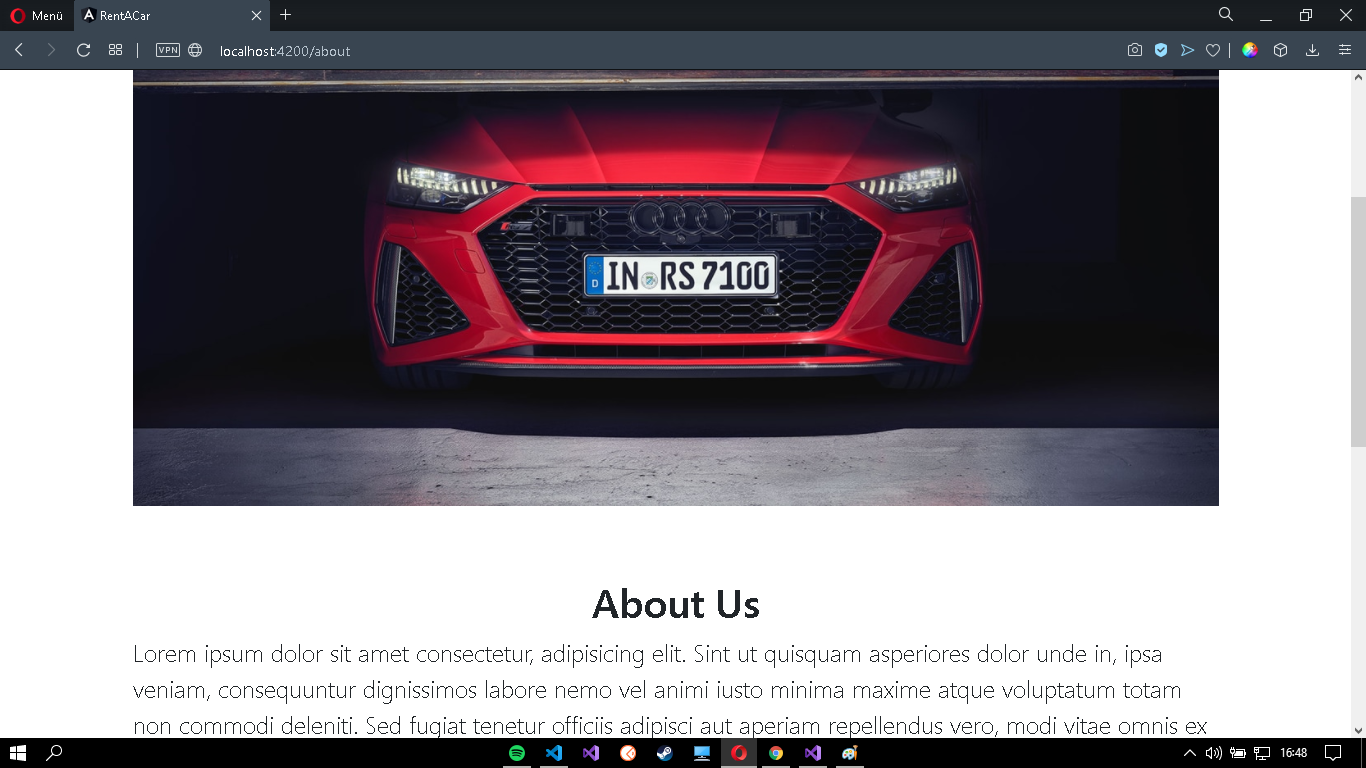 Menü
RentACar
VPN
localhost:4200/about
D
IN RS 7100
About Us
Lorem ipsum dolor sit amet consectetur, adipisicing elit. Sint ut quisquam asperiores dolor unde in, ipsa
veniam, consequuntur dignissimos labore nemo vel animi iusto minima maxime atque voluptatum totam
non commodi deleniti. Sed fugiat tenetur officiis adipisci aut aperiam repellendus vero, modi vitae omnis ex
16:48